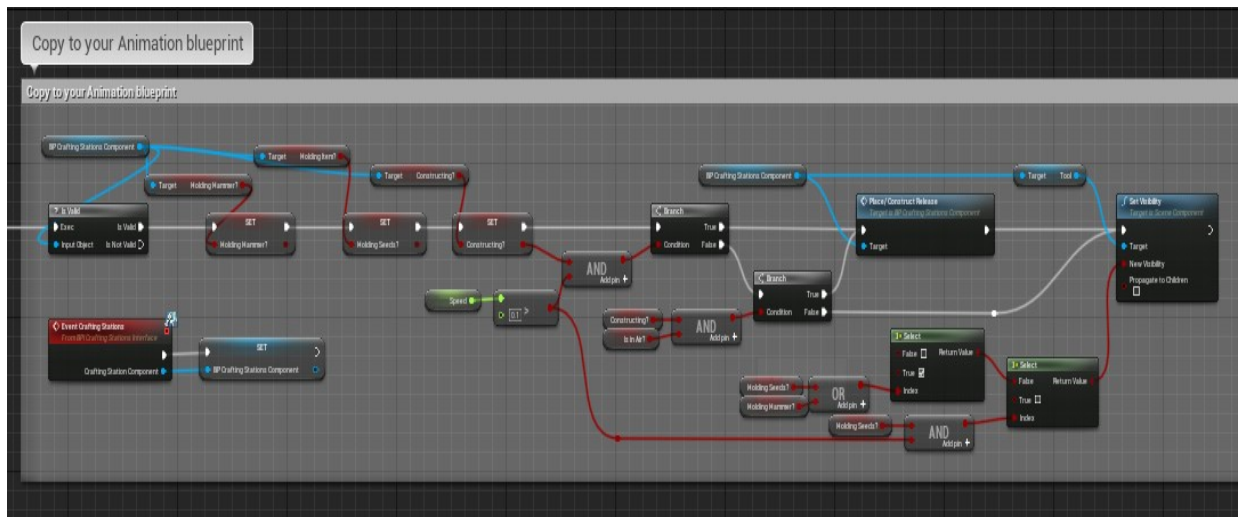 Copy to your Animation blueprint
Copy to your Animation blueprint
BP Crafting Stations Component
Target Holding Item?
Target Holding Hammer?
Target Constructing?
? Is Valid
Exec Is Valid
Input Object Is Not Valid
SET
Holding Hammer?
SET
Holding Seeds?
SET
Constructing?
AND
Add pin +
Speed
0.1 >
Branch
True
Condition False
Branch
True
Condition False
Constructing?
Is In Air?
AND
Add pin +
BP Crafting Stations Component
Place/Construct Release
Target is BP Crafting Stations Component
Target
Target Tool
Set Visibility
Target is Scene Component
Target
New Visibility
Propagate to Children
Event Crafting Stations
From BPI Crafting Stations Interface
Crafting Station Component
SET
BP Crafting Stations Component
Holding Seeds?
Holding Hammer?
OR
Add pin +
Select
False Return Value
True
Index
Holding Seeds?
AND
Add pin +
Select
False Return Value
True
Index